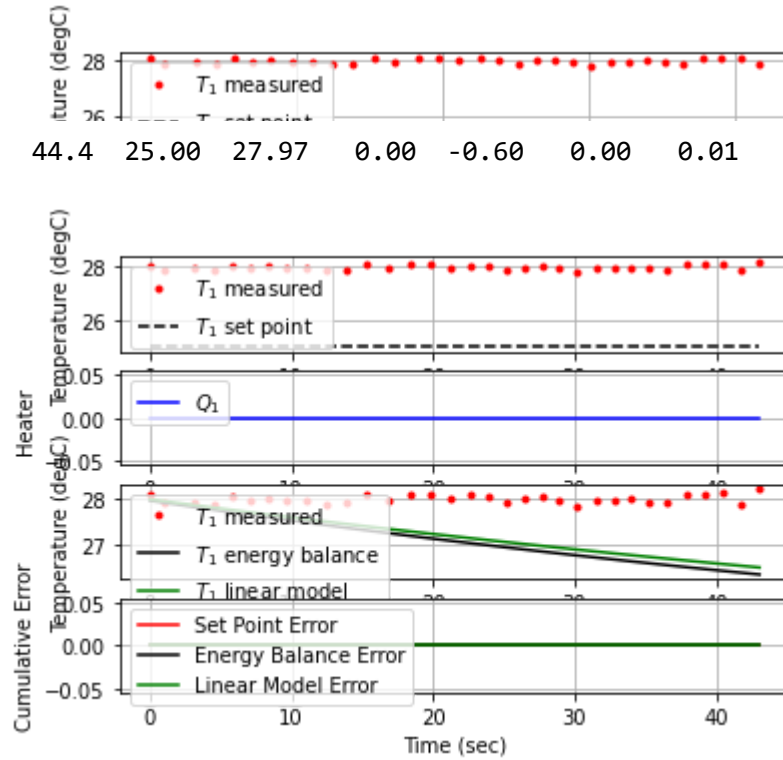 Temperature (degC)
28
26
T₁ measured
T₁ set point
44.4 25.00 27.97 0.00 -0.60 0.00 0.01
Temperature (degC)
28
26
T₁ measured
T₁ set point
Heater
0.05
0.00
0.05
Q₁
0 10 20 30 40
Temperature (degC)
28
27
T₁ measured
T₁ energy balance
T₁ linear model
Cumulative Error
0.05
0.00
−0.05
Set Point Error
Energy Balance Error
Linear Model Error
0 10 20 30 40
Time (sec)